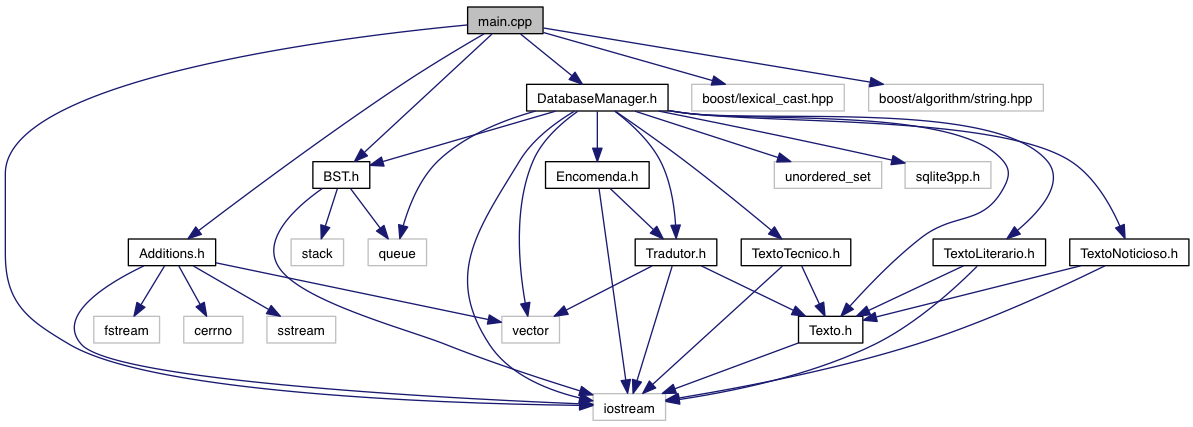 main.cpp
DatabaseManager.h
boost/lexical_cast.hpp
boost/algorithm/string.hpp
BST.h
Encomenda.h
unordered_set
sqlite3pp.h
Additions.h
stack
queue
Tradutor.h
TextoTecnico.h
TextoLiterario.h
TextoNoticioso.h
fstream
cerrno
sstream
vector
Texto.h
iostream